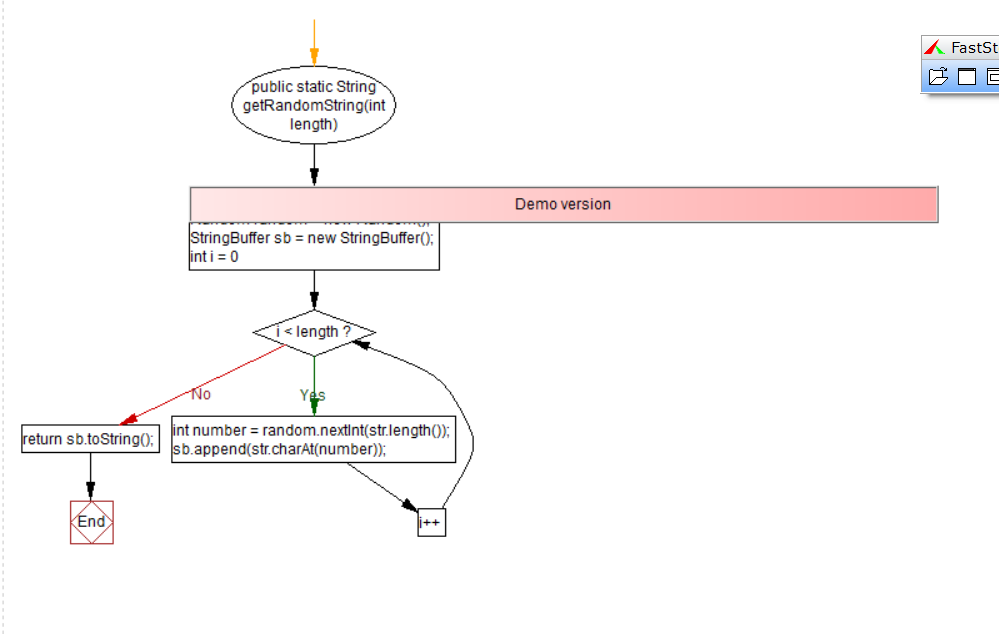 FastSt
public static String
getRandomString(int
length)
Demo version
StringBuffer sb = new StringBuffer();
int i = 0
i < length ?
No
Yes
return sb.toString();
int number = random.nextInt(str.length());
sb.append(str.charAt(number));
End
i++